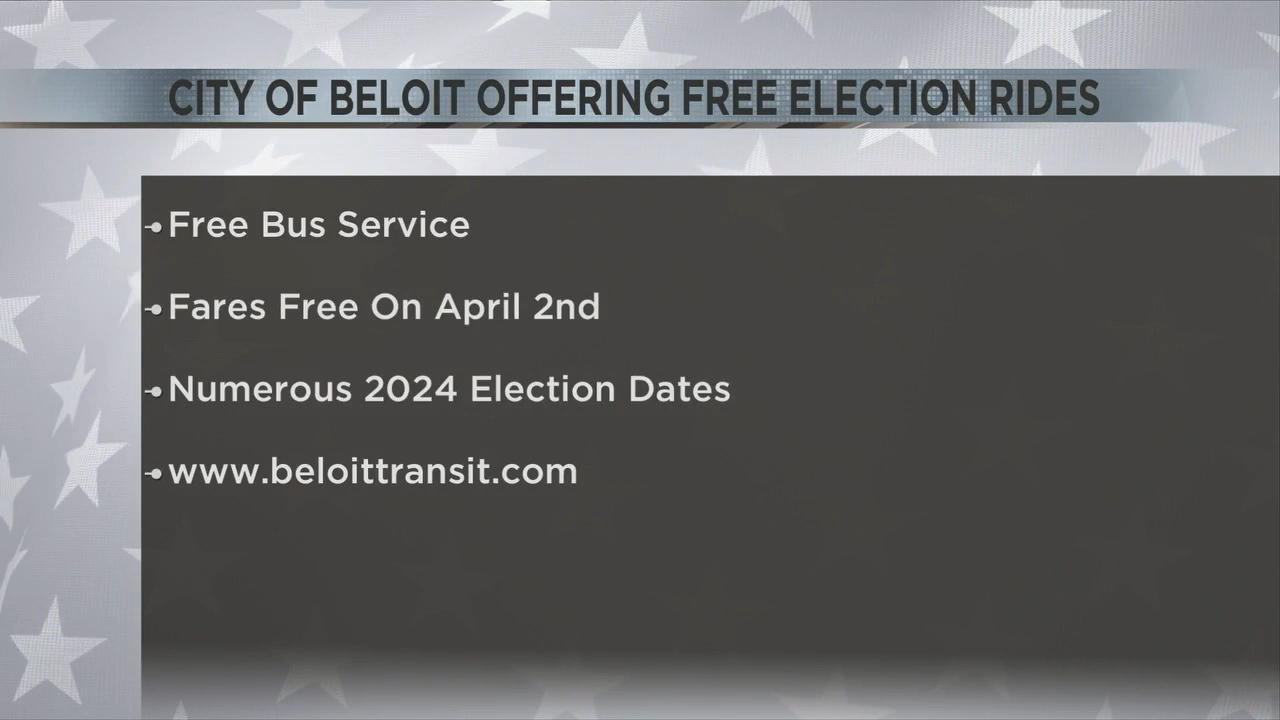 CITY OF BELOIT OFFERING FREE ELECTION RIDES
Free Bus Service
Fares Free On April 2nd
Numerous 2024 Election Dates
www.beloittransit.com